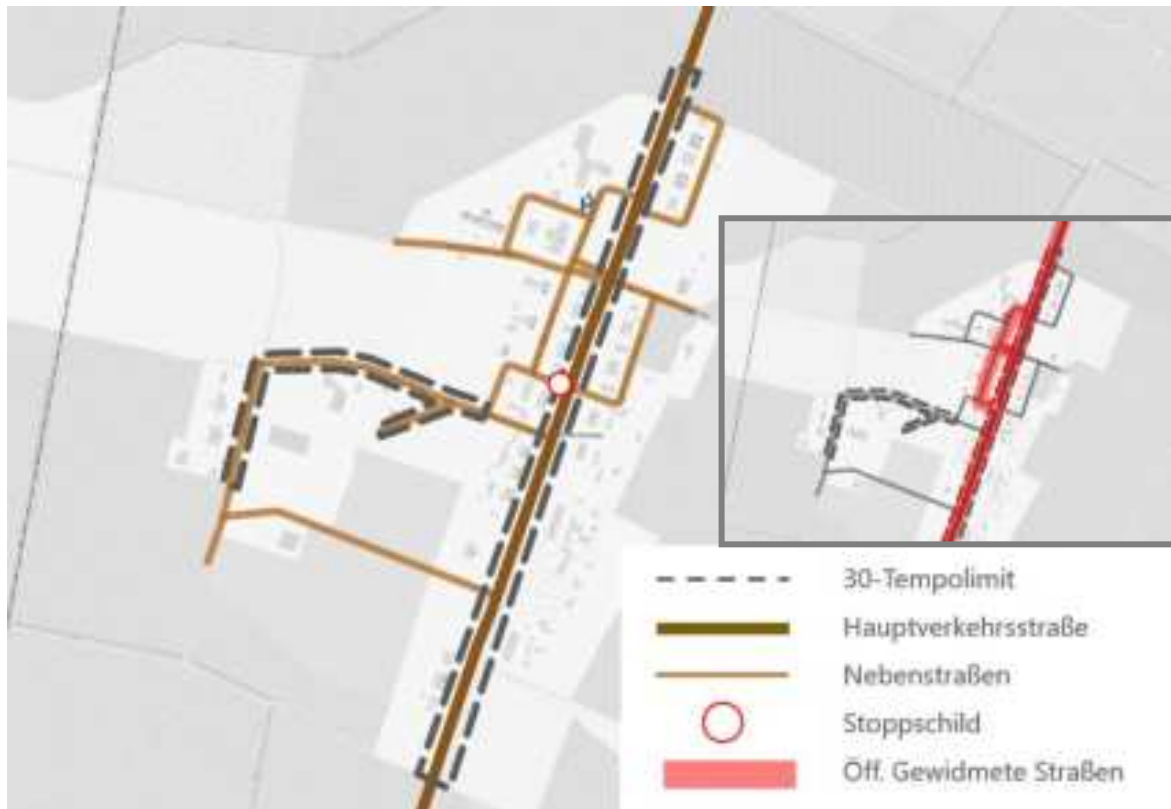 30-Tempolimit
Hauptverkehrsstraße
Nebenstraßen
Stoppschild
Öff. Gewidmete Straßen